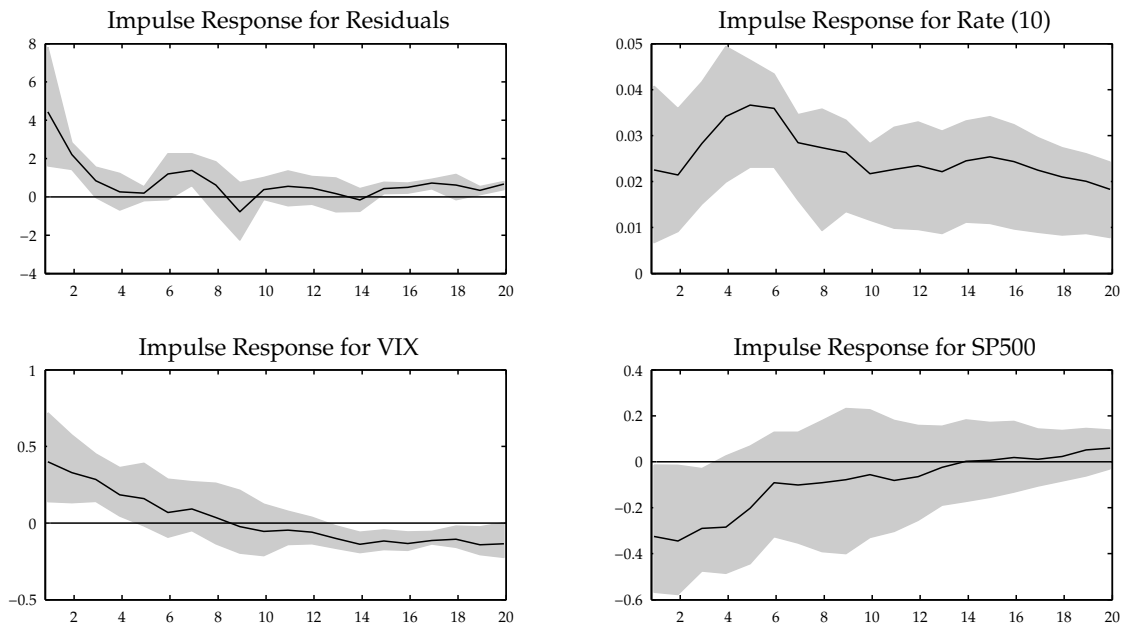 Impulse Response for Residuals
8
6
4
2
0
−2
−4
2 4 6 8 10 12 14 16 18 20
Impulse Response for Rate (10)
0.05
0.04
0.03
0.02
0.01
0
2 4 6 8 10 12 14 16 18 20
Impulse Response for VIX
1
0.5
0
−0.5
2 4 6 8 10 12 14 16 18 20
Impulse Response for SP500
0.4
0.2
0
−0.2
−0.4
−0.6
2 4 6 8 10 12 14 16 18 20